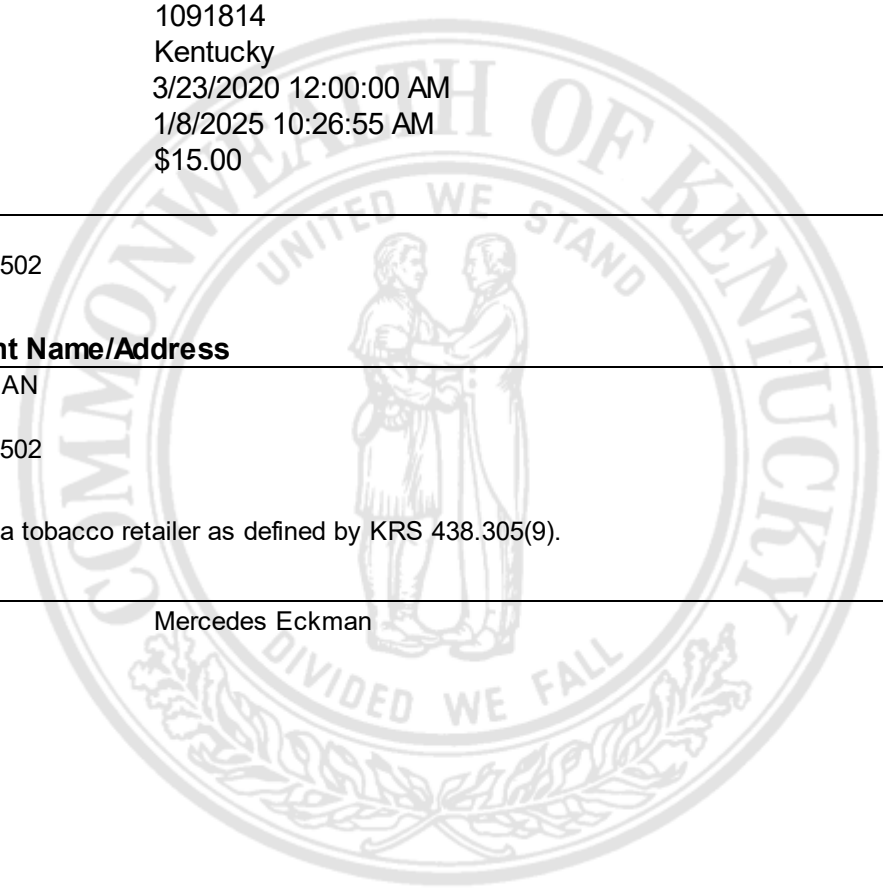 1091814
Kentucky
3/23/2020 12:00:00 AM
1/8/2025 10:26:55 AM
$15.00
502
nt Name/Address
AN
502
a tobacco retailer as defined by KRS 438.305(9).
Mercedes Eckman
COMMONWEALTH OF KENTUCKY
UNITED WE STAND
DIVIDED WE FALL